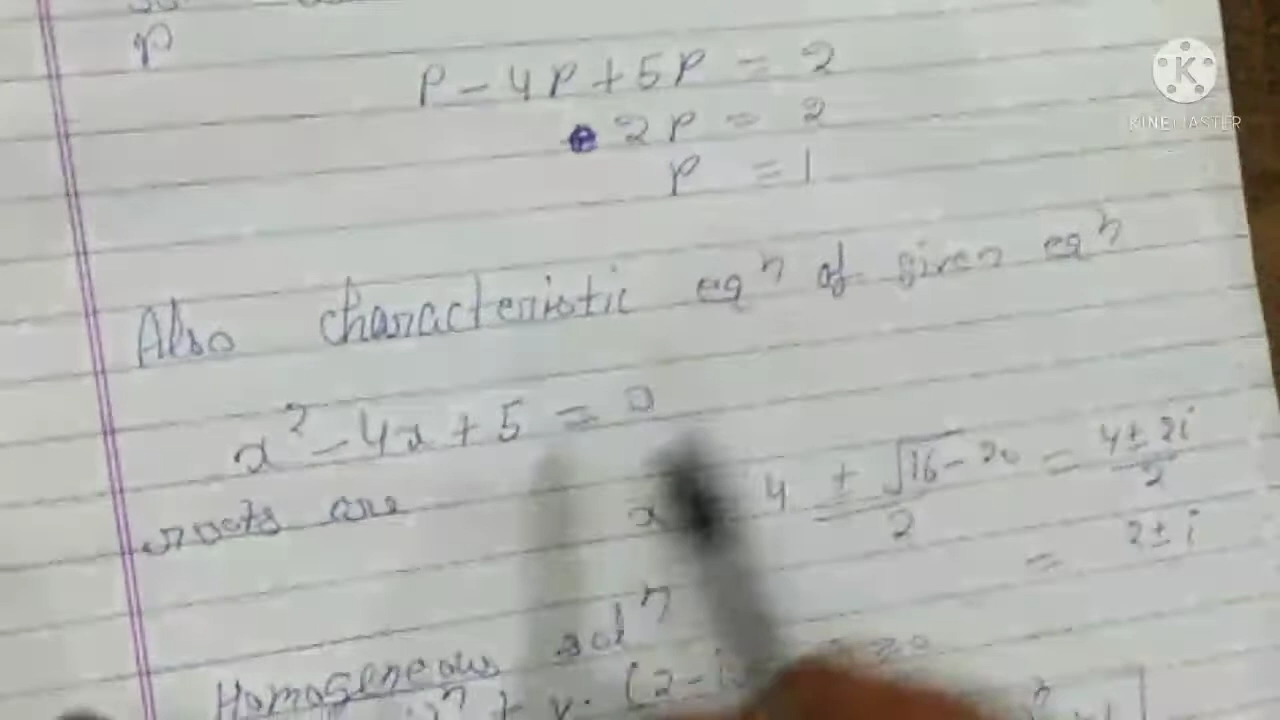 P
P - 4P + 5P = 2
2P = 2
P = 1
KINEMASTER
Also characteristic eqⁿ of given eqⁿ
x² - 4x + 5 = 0
roots are x 4 ± √16 - 20 / 2 = 4 ± 2i / 2
= 2 ± i
Homogeneous solⁿ